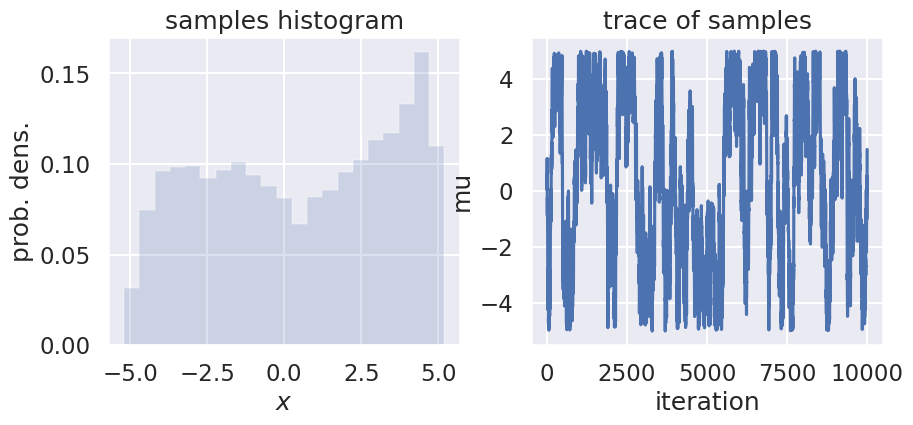 samples histogram
prob. dens.
0.15
0.10
0.05
0.00
−5.0 −2.5 0.0 2.5 5.0
x
trace of samples
mu
4
2
0
−2
−4
0 2500 5000 7500 10000
iteration